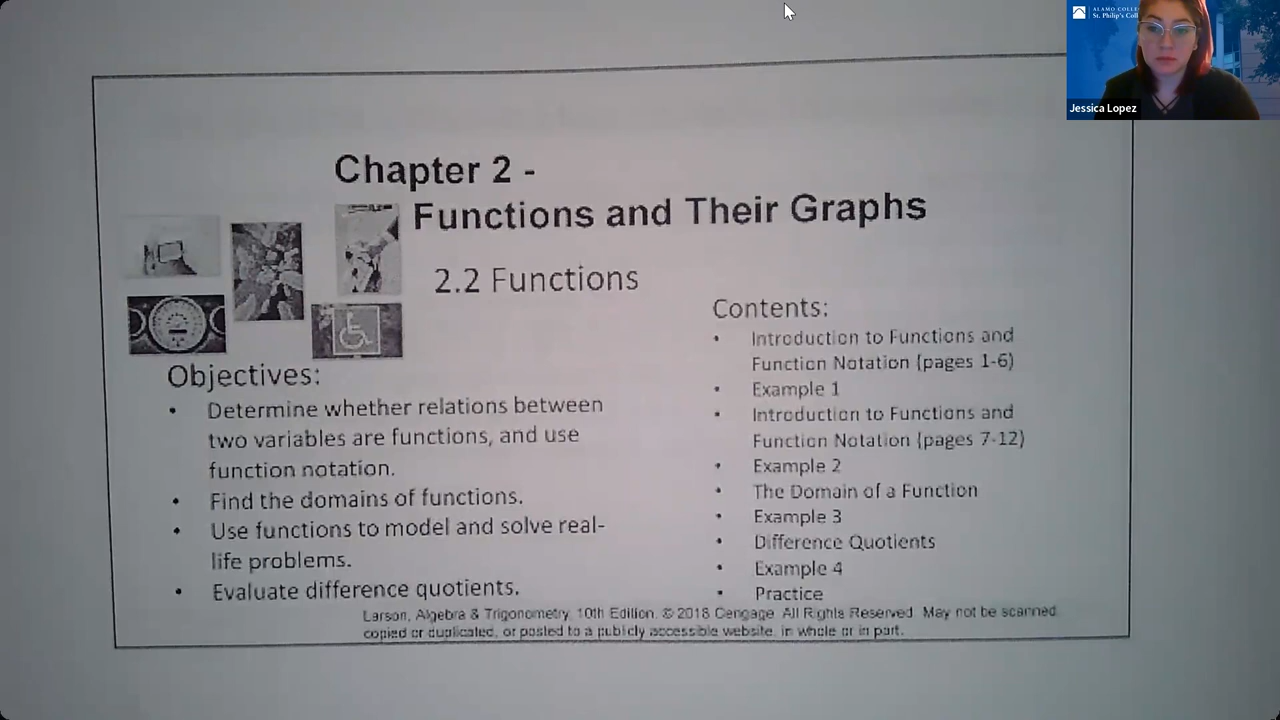 ALAMO COLL
St. Philip's Coll
Jessica Lopez
Chapter 2 -
Functions and Their Graphs
2.2 Functions
Objectives:
• Determine whether relations between
two variables are functions, and use
function notation.
• Find the domains of functions.
• Use functions to model and solve real-
life problems.
• Evaluate difference quotients.
Contents:
• Introduction to Functions and
Function Notation (pages 1-6)
• Example 1
• Introduction to Functions and
Function Notation (pages 7-12)
• Example 2
• The Domain of a Function
• Example 3
• Difference Quotients
• Example 4
• Practice
Larson, Algebra & Trigonometry, 10th Edition. © 2018 Cengage. All Rights Reserved. May not be scanned,
copied or duplicated, or posted to a publicly accessible website, in whole or in part.